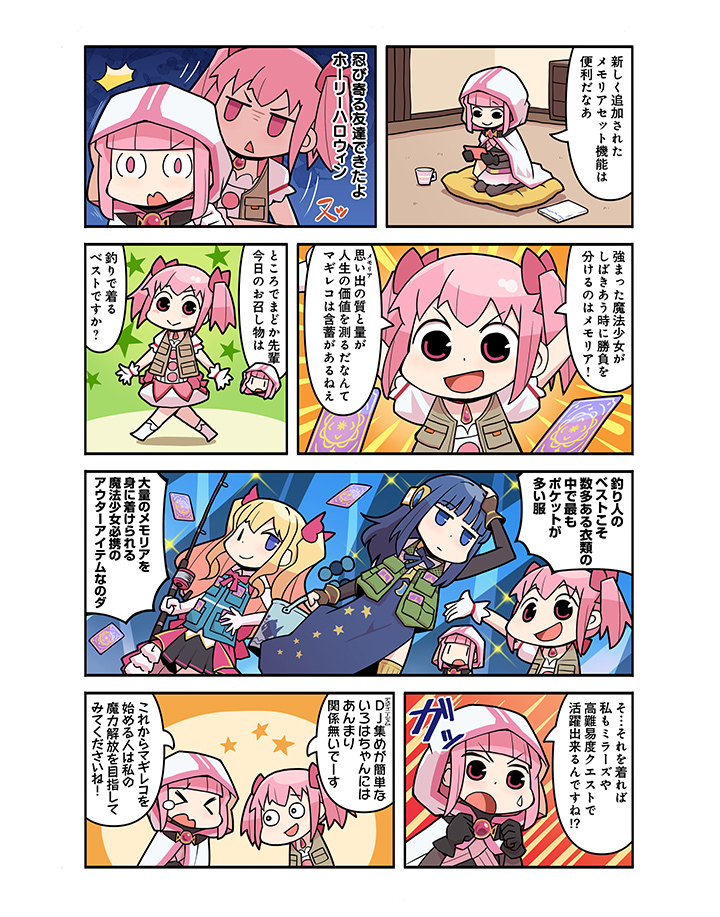 新しく追加された
メモリアセット機能は
便利だなあ
忍び寄る友達できたよ
ホーリーハロウィン
ヌッ
強まった魔法少女が
しばきあう時に勝負を
分けるのはメモリア！
思い出の質と量が
メモリア
人生の価値を測るだなんて
マギレコは含蓄があるねえ
ところでまどか先輩
今日のお召し物は
釣りで着る
ベストですか？
釣り人の
ベストこそ
数多ある衣類の
中で最も
ポケットが
多い服
大量のメモリアを
身に着けられる
魔法少女必携の
アウターアイテムなのダ
そ…それを着れば
私もミラーズや
高難易度クエストで
活躍出来るんですね!?
ガッ
DJ集めが簡単な
いろはちゃんには
あんまり
関係無いでーす
これからマギレコを
始める人は私の
魔力解放を目指して
みてくださいね！